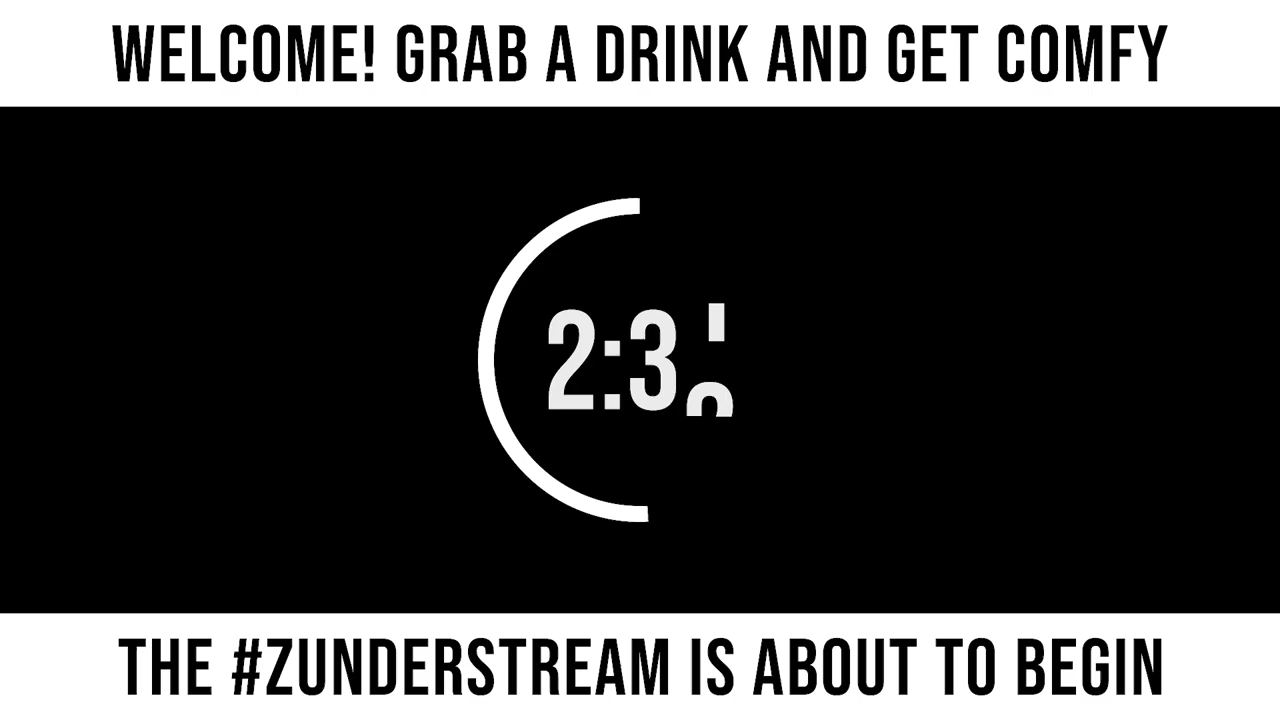 WELCOME! GRAB A DRINK AND GET COMFY
2:3
THE #ZUNDERSTREAM IS ABOUT TO BEGIN